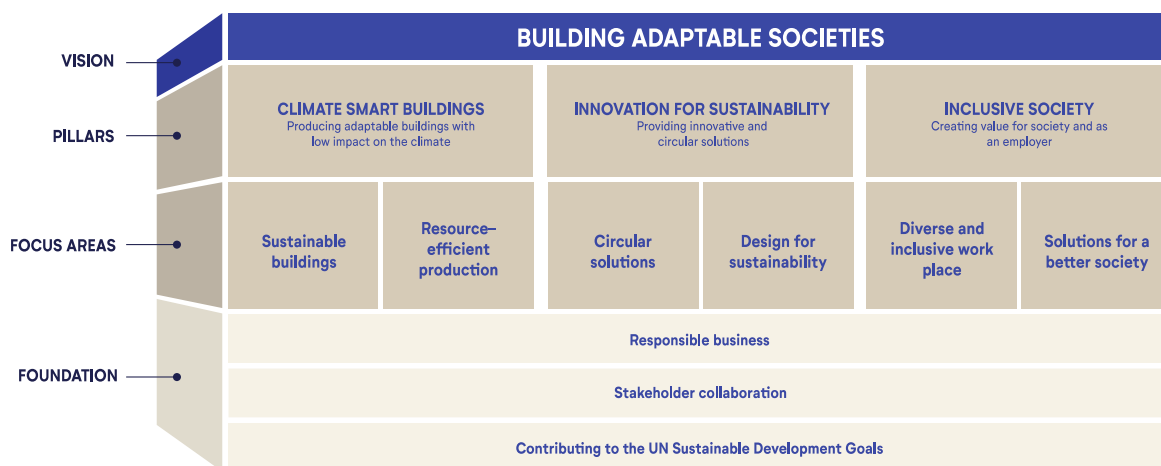 VISION
BUILDING ADAPTABLE SOCIETIES
PILLARS
CLIMATE SMART BUILDINGS
Producing adaptable buildings with
low impact on the climate
INNOVATION FOR SUSTAINABILITY
Providing innovative and
circular solutions
INCLUSIVE SOCIETY
Creating value for society and as
an employer
FOCUS AREAS
Sustainable
buildings
Resource–
efficient
production
Circular
solutions
Design for
sustainability
Diverse and
inclusive work
place
Solutions for a
better society
FOUNDATION
Responsible business
Stakeholder collaboration
Contributing to the UN Sustainable Development Goals